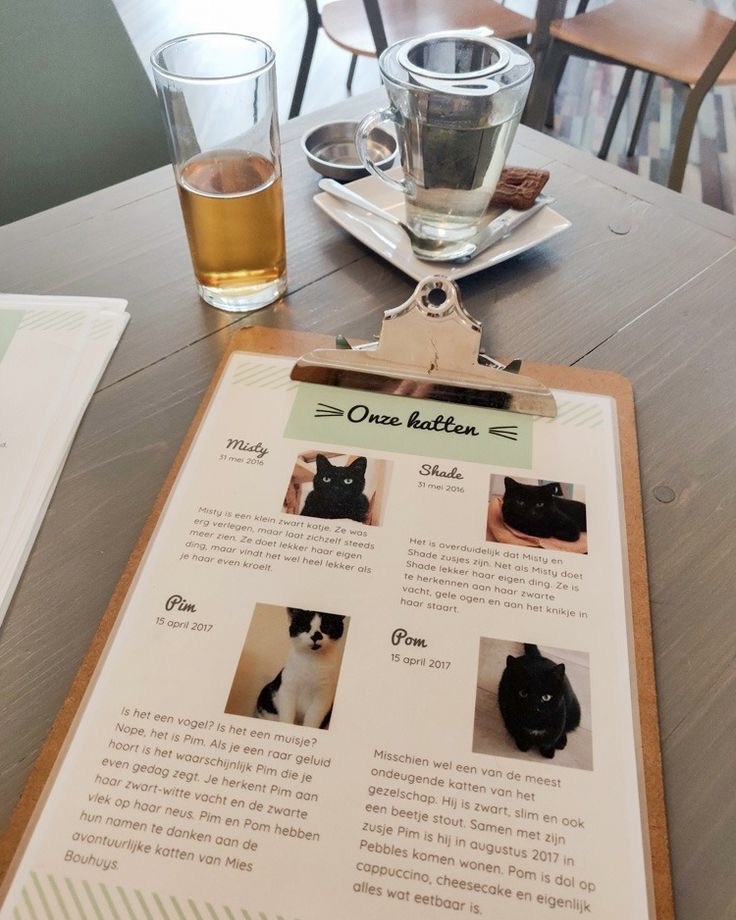 Onze katten
Misty
31 mei 2016
Misty is een klein zwart katje. Ze was
erg verlegen, maar laat zichzelf steeds
meer zien. Ze doet lekker haar eigen
ding, maar vindt het wel heel lekker als
je haar even kroelt.
Shade
31 mei 2016
Het is overduidelijk dat Misty en
Shade zusjes zijn. Net als Misty doet
Shade lekker haar eigen ding. Ze is
te herkennen aan haar zwarte
vacht, gele ogen en aan het knikje in
haar staart.
Pim
15 april 2017
Is het een vogel? Is het een muisje?
Nope, het is Pim. Als je een raar geluid
hoort is het waarschijnlijk Pim die je
even gedag zegt. Je herkent Pim aan
haar zwart-witte vacht en de zwarte
vlek op haar neus. Pim en Pom hebben
hun namen te danken aan de
avontuurlijke katten van Mies
Bouhuys.
Pom
15 april 2017
Misschien wel een van de meest
ondeugende katten van het
gezelschap. Hij is zwart, slim en ook
een beetje stout. Samen met zijn
zusje Pim is hij in augustus 2017 in
Pebbles komen wonen. Pom is dol op
cappuccino, cheesecake en eigenlijk
alles wat eetbaar is.